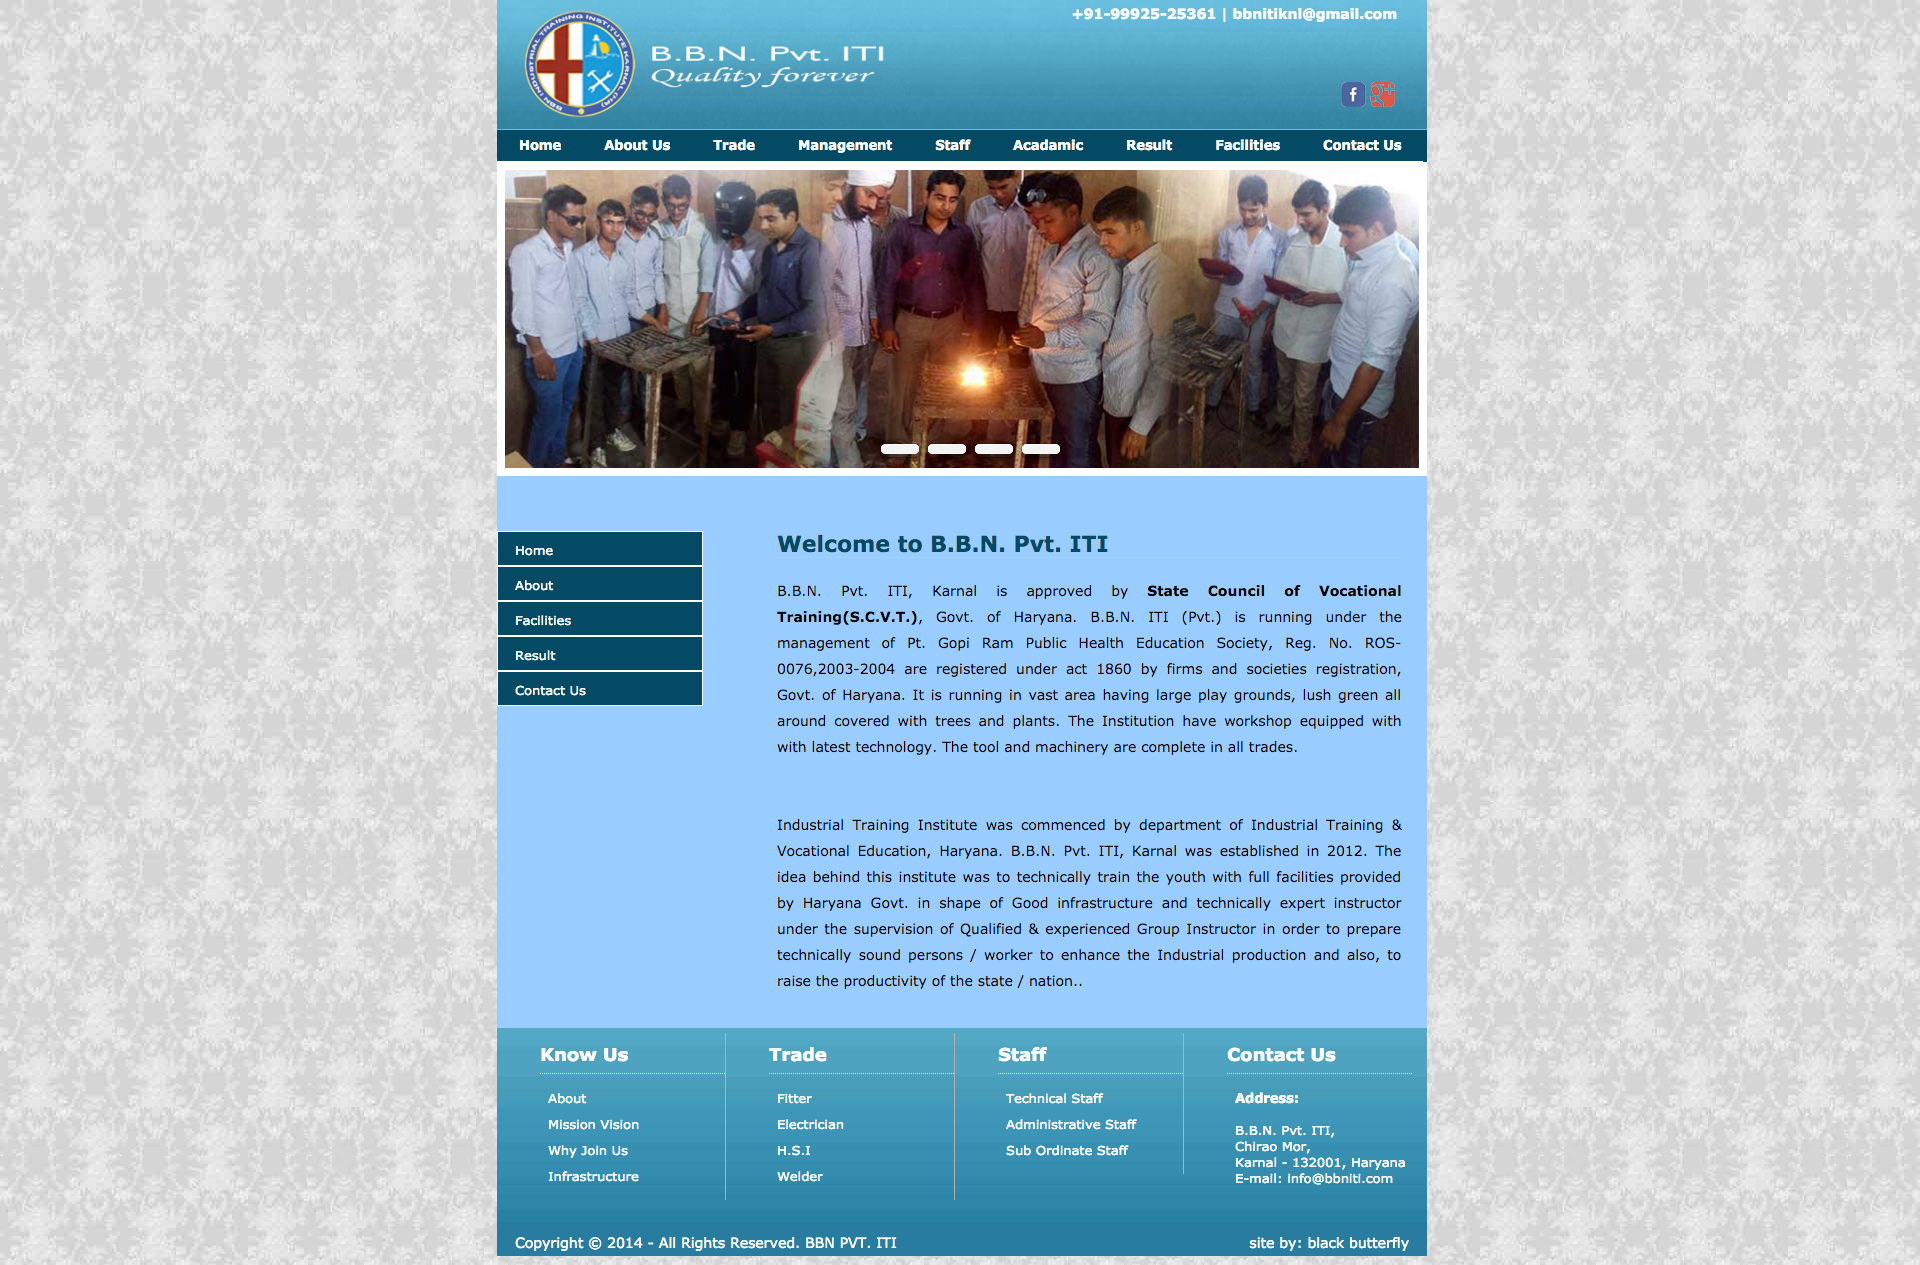 +91-99925-25361 | bbnitiknl@gmail.com
BBN INDUSTRIAL TRAINING INSTITUTE KARNAL (HR)
B.B.N. Pvt. ITI
Quality forever
Home About Us Trade Management Staff Acadamic Result Facilities Contact Us
Home
About
Facilities
Result
Contact Us
Welcome to B.B.N. Pvt. ITI
B.B.N. Pvt. ITI, Karnal is approved by State Council of Vocational
Training(S.C.V.T.), Govt. of Haryana. B.B.N. ITI (Pvt.) is running under the
management of Pt. Gopi Ram Public Health Education Society, Reg. No. ROS-
0076,2003-2004 are registered under act 1860 by firms and societies registration,
Govt. of Haryana. It is running in vast area having large play grounds, lush green all
around covered with trees and plants. The Institution have workshop equipped with
with latest technology. The tool and machinery are complete in all trades.
Industrial Training Institute was commenced by department of Industrial Training &
Vocational Education, Haryana. B.B.N. Pvt. ITI, Karnal was established in 2012. The
idea behind this institute was to technically train the youth with full facilities provided
by Haryana Govt. in shape of Good infrastructure and technically expert instructor
under the supervision of Qualified & experienced Group Instructor in order to prepare
technically sound persons / worker to enhance the Industrial production and also, to
raise the productivity of the state / nation..
Know Us
About
Mission Vision
Why Join Us
Infrastructure
Trade
Fitter
Electrician
H.S.I
Welder
Staff
Technical Staff
Administrative Staff
Sub Ordinate Staff
Contact Us
Address:
B.B.N. Pvt. ITI,
Chirao Mor,
Karnal - 132001, Haryana
E-mail: info@bbniti.com
Copyright © 2014 - All Rights Reserved. BBN PVT. ITI
site by: black butterfly